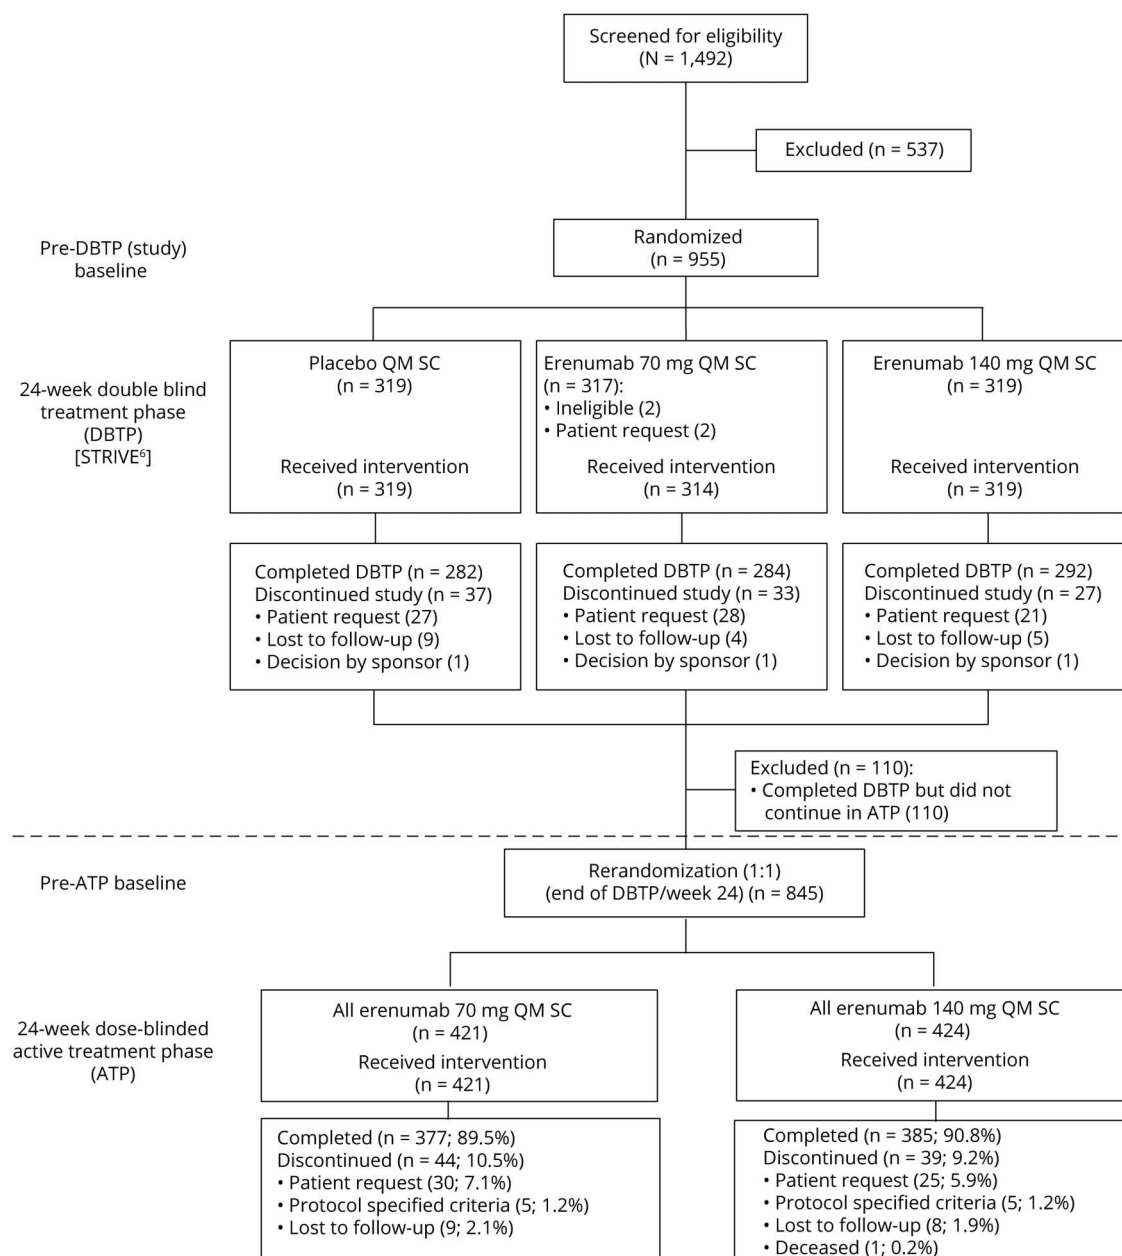 Screened for eligibility
(N = 1,492)
Excluded (n = 537)
Pre-DBTP (study)
baseline
Randomized
(n = 955)
24-week double blind
treatment phase
(DBTP)
[STRIVE⁶]
Placebo QM SC
(n = 319)
Received intervention
(n = 319)
Erenumab 70 mg QM SC
(n = 317):
• Ineligible (2)
• Patient request (2)
Received intervention
(n = 314)
Erenumab 140 mg QM SC
(n = 319)
Received intervention
(n = 319)
Completed DBTP (n = 282)
Discontinued study (n = 37)
• Patient request (27)
• Lost to follow-up (9)
• Decision by sponsor (1)
Completed DBTP (n = 284)
Discontinued study (n = 33)
• Patient request (28)
• Lost to follow-up (4)
• Decision by sponsor (1)
Completed DBTP (n = 292)
Discontinued study (n = 27)
• Patient request (21)
• Lost to follow-up (5)
• Decision by sponsor (1)
Excluded (n = 110):
• Completed DBTP but did not
continue in ATP (110)
Pre-ATP baseline
Rerandomization (1:1)
(end of DBTP/week 24) (n = 845)
24-week dose-blinded
active treatment phase
(ATP)
All erenumab 70 mg QM SC
(n = 421)
Received intervention
(n = 421)
All erenumab 140 mg QM SC
(n = 424)
Received intervention
(n = 424)
Completed (n = 377; 89.5%)
Discontinued (n = 44; 10.5%)
• Patient request (30; 7.1%)
• Protocol specified criteria (5; 1.2%)
• Lost to follow-up (9; 2.1%)
Completed (n = 385; 90.8%)
Discontinued (n = 39; 9.2%)
• Patient request (25; 5.9%)
• Protocol specified criteria (5; 1.2%)
• Lost to follow-up (8; 1.9%)
• Deceased (1; 0.2%)